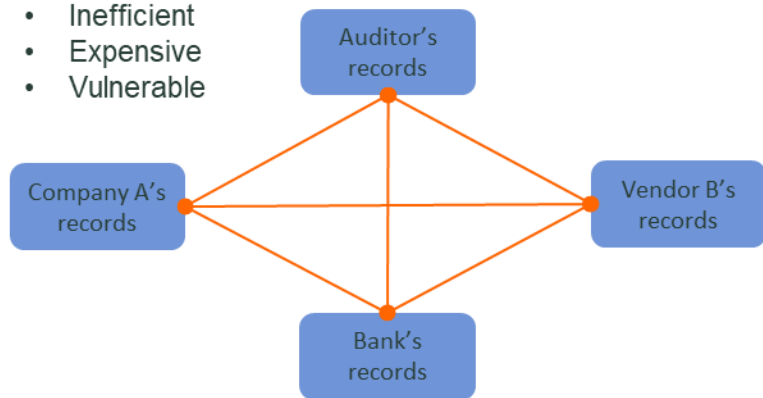 • Inefficient
• Expensive
• Vulnerable
Auditor's
records
Company A's
records
Vendor B's
records
Bank's
records